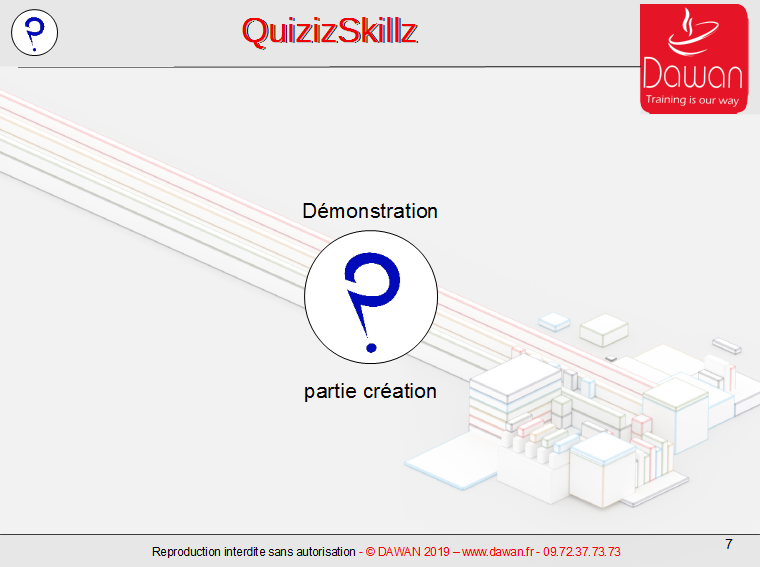 QuizizSkillz
Dawan
Training is our way
Démonstration
partie création
Reproduction interdite sans autorisation - © DAWAN 2019 – www.dawan.fr - 09.72.37.73.73
7